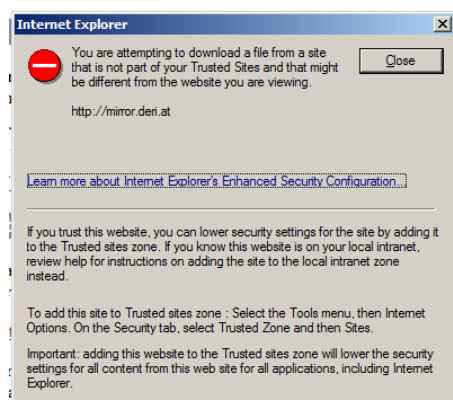 Internet Explorer
You are attempting to download a file from a site
that is not part of your Trusted Sites and that might
be different from the website you are viewing.
Close
http://mirror.deri.at
Learn more about Internet Explorer's Enhanced Security Configuration...
If you trust this website, you can lower security settings for the site by adding it
to the Trusted sites zone. If you know this website is on your local intranet,
review help for instructions on adding the site to the local intranet zone
instead.
To add this site to Trusted sites zone : Select the Tools menu, then Internet
Options. On the Security tab, select Trusted Zone and then Sites.
Important: adding this website to the Trusted sites zone will lower the security
settings for all content from this web site for all applications, including Internet
Explorer.